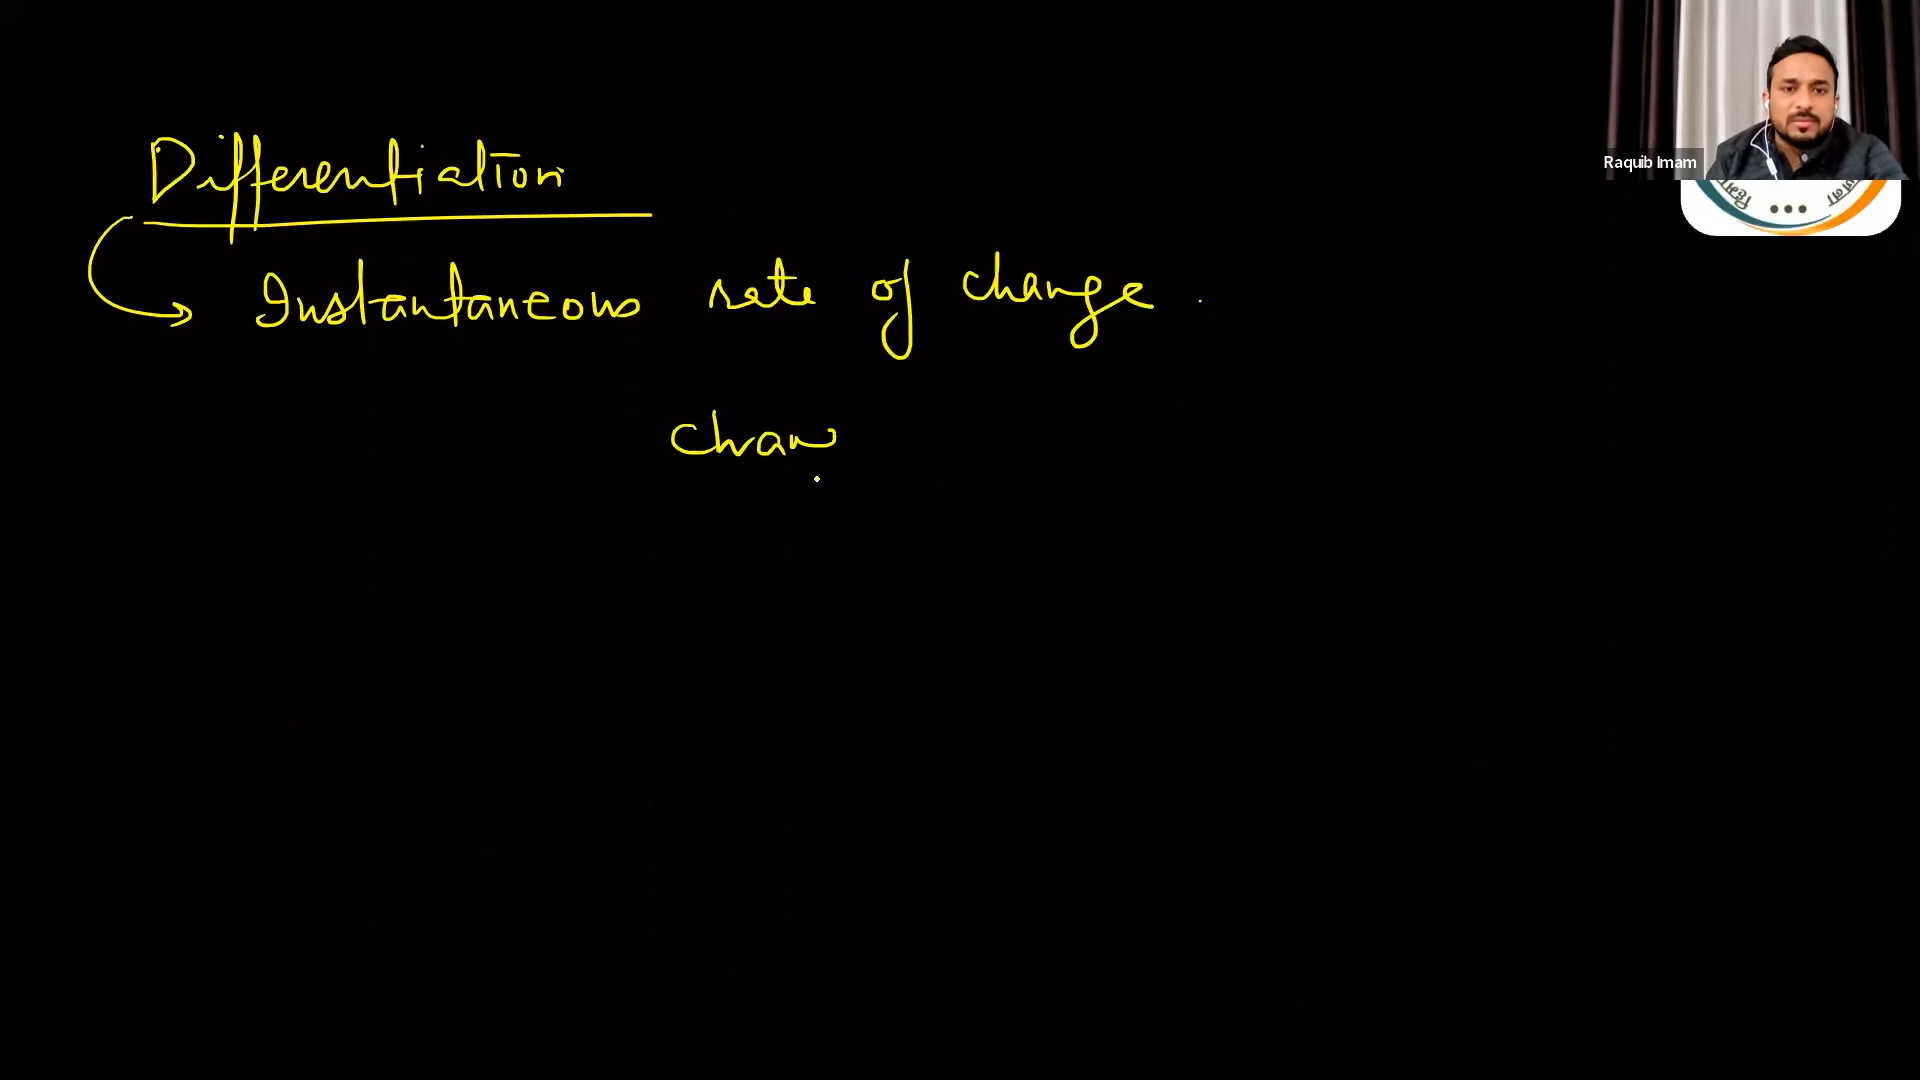 Differentiation
Instantaneous rate of change.
Chan
Raquib Imam